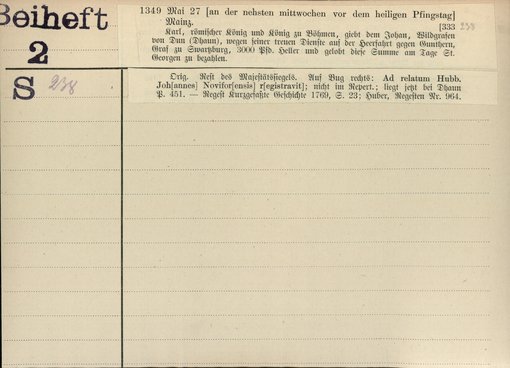 Beiheft
2
S 238
1349 Mai 27 [an der nehsten mittwochen vor dem heiligen Pfingstag]
Mainz. [333 238
Karl, römischer König und König zu Böhmen, giebt dem Johan, Wildgrafen
von Dun (Dhaun), wegen seiner treuen Dienste auf der Heerfahrt gegen Gunthern,
Graf zu Swartzburg, 3000 Pfd. Heller und gelobt diese Summe am Tage St.
Georgen zu bezahlen.
Orig. Rest des Majestätssiegels. Auf Bug rechts: Ad relatum Hubb.
Joh[annes] Novifor[ensis] r[egistravit]; nicht im Repert.; liegt jetzt bei Dhaun
P. 451. — Regest Kurzgefaßte Geschichte 1769, S. 23; Huber, Regesten Nr. 964.